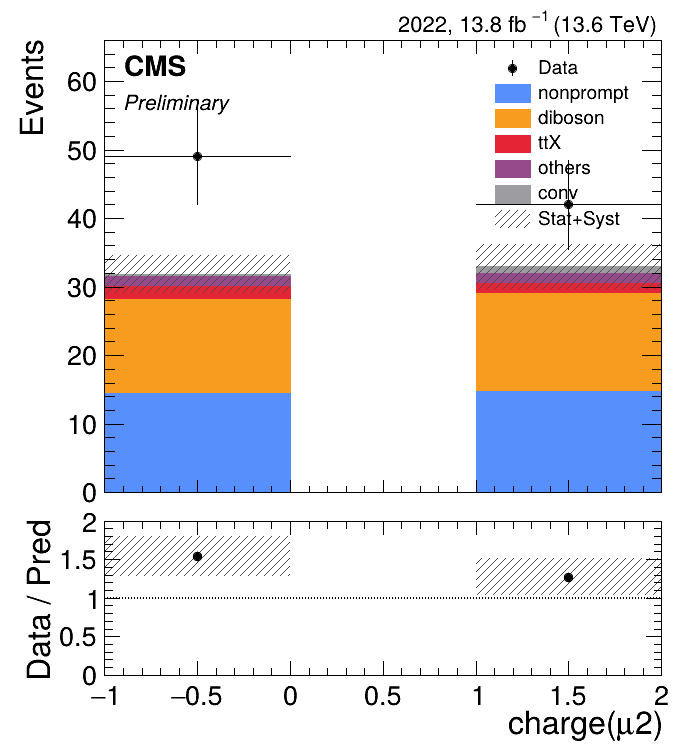 2022, 13.8 fb⁻¹ (13.6 TeV)
CMS
Preliminary
Events
60
50
40
30
20
10
0
Data
nonprompt
diboson
ttX
others
conv
Stat+Syst
Data / Pred
2
1.5
1
0.5
0
−1 −0.5 0 0.5 1 1.5 2
charge(μ2)